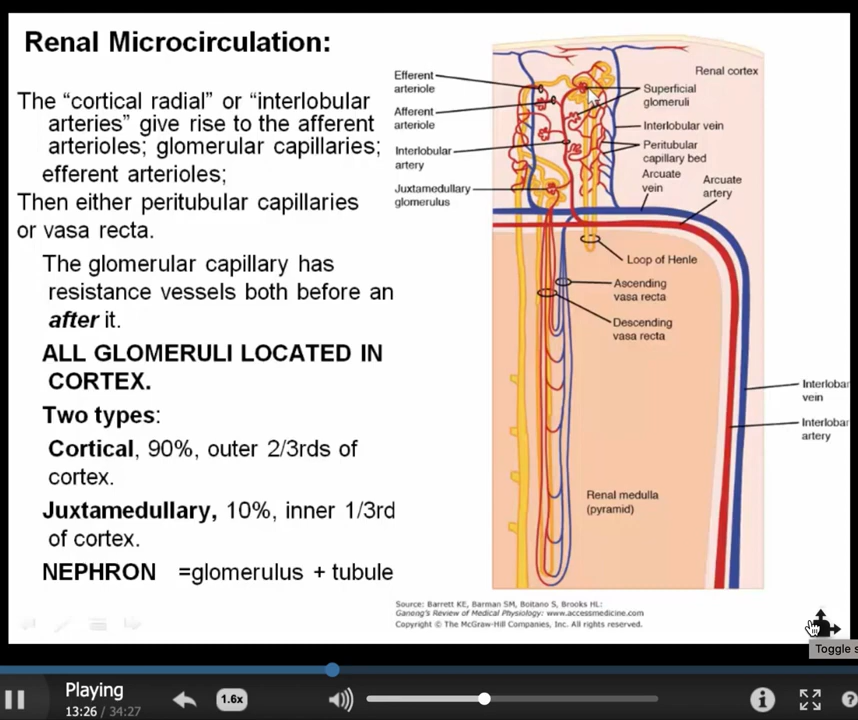 Renal Microcirculation:
The “cortical radial” or “interlobular
arteries” give rise to the afferent
arterioles; glomerular capillaries;
efferent arterioles;
Then either peritubular capillaries
or vasa recta.
The glomerular capillary has
resistance vessels both before an
after it.
ALL GLOMERULI LOCATED IN
CORTEX.
Two types:
Cortical, 90%, outer 2/3rds of
cortex.
Juxtamedullary, 10%, inner 1/3rd
of cortex.
NEPHRON =glomerulus + tubule
Efferent
arteriole
Afferent
arteriole
Interlobular
artery
Juxtamedullary
glomerulus
Renal cortex
Superficial
glomeruli
Interlobular vein
Peritubular
capillary bed
Arcuate
vein
Arcuate
artery
Loop of Henle
Ascending
vasa recta
Descending
vasa recta
Interlobar
vein
Interlobar
artery
Renal medulla
(pyramid)
Source: Barrett KE, Barman SM, Boitano S, Brooks HL:
Ganong's Review of Medical Physiology: www.accessmedicine.com
Copyright © The McGraw-Hill Companies, Inc. All rights reserved.
Toggle s
Playing
13:26 / 34:27
1.6x